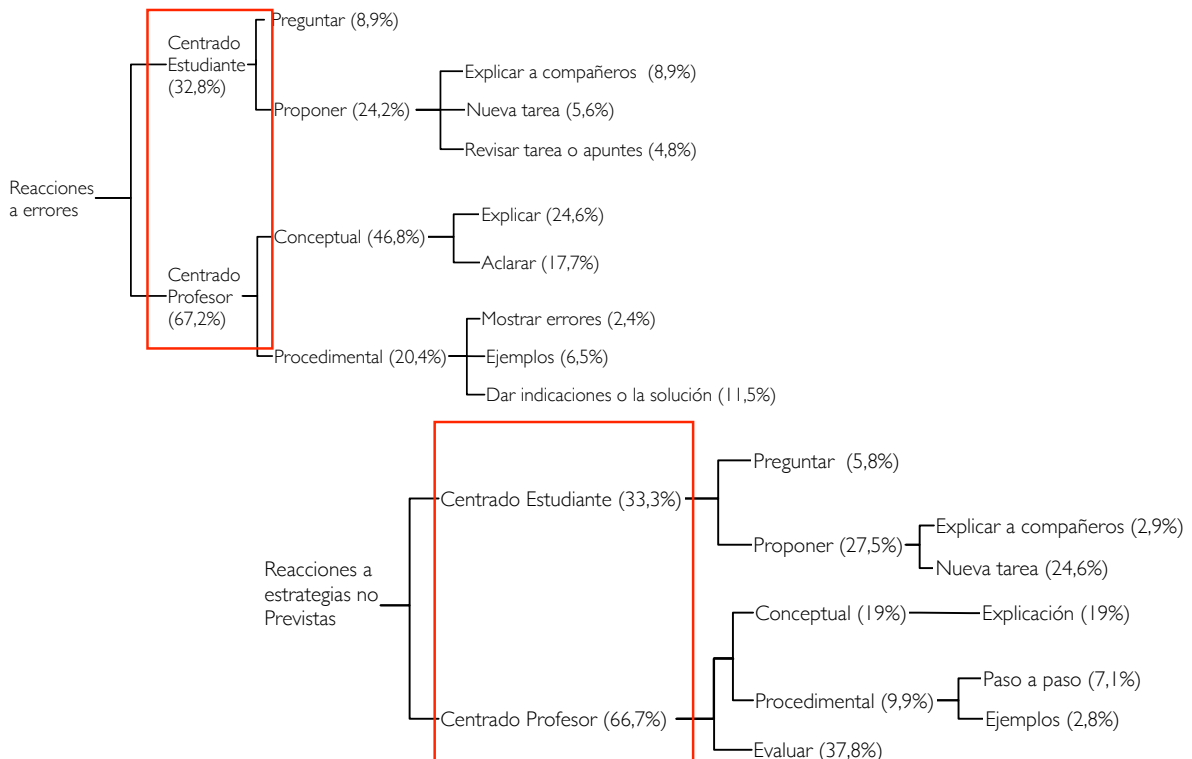 Reacciones
a errores
Centrado
Estudiante
(32,8%)
Preguntar (8,9%)
Proponer (24,2%)
Explicar a compañeros (8,9%)
Nueva tarea (5,6%)
Revisar tarea o apuntes (4,8%)
Centrado
Profesor
(67,2%)
Conceptual (46,8%)
Explicar (24,6%)
Aclarar (17,7%)
Procedimental (20,4%)
Mostrar errores (2,4%)
Ejemplos (6,5%)
Dar indicaciones o la solución (11,5%)
Reacciones a
estrategias no
Previstas
Centrado Estudiante (33,3%)
Preguntar (5,8%)
Proponer (27,5%)
Explicar a compañeros (2,9%)
Nueva tarea (24,6%)
Centrado Profesor (66,7%)
Conceptual (19%)
Explicación (19%)
Procedimental (9,9%)
Paso a paso (7,1%)
Ejemplos (2,8%)
Evaluar (37,8%)